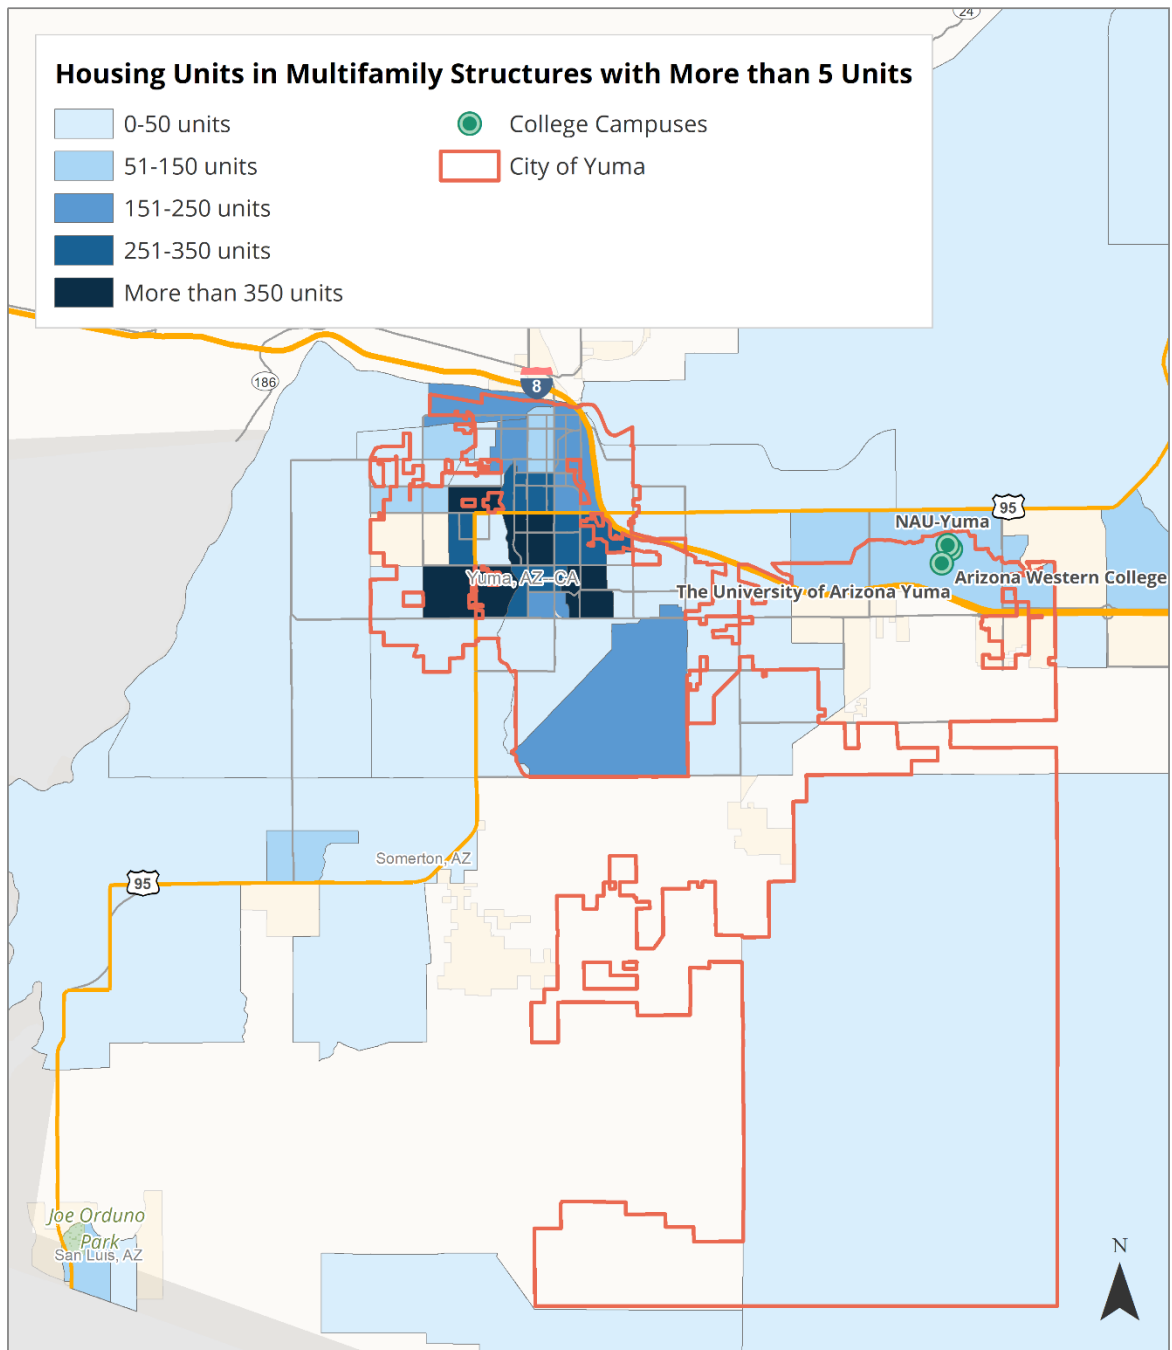 24
Housing Units in Multifamily Structures with More than 5 Units
0-50 units
51-150 units
151-250 units
251-350 units
More than 350 units
College Campuses
City of Yuma
186
8
95
NAU-Yuma
Yuma, AZ–CA
Arizona Western College
The University of Arizona Yuma
Somerton, AZ
95
Joe Orduno
Park
San Luis, AZ
N